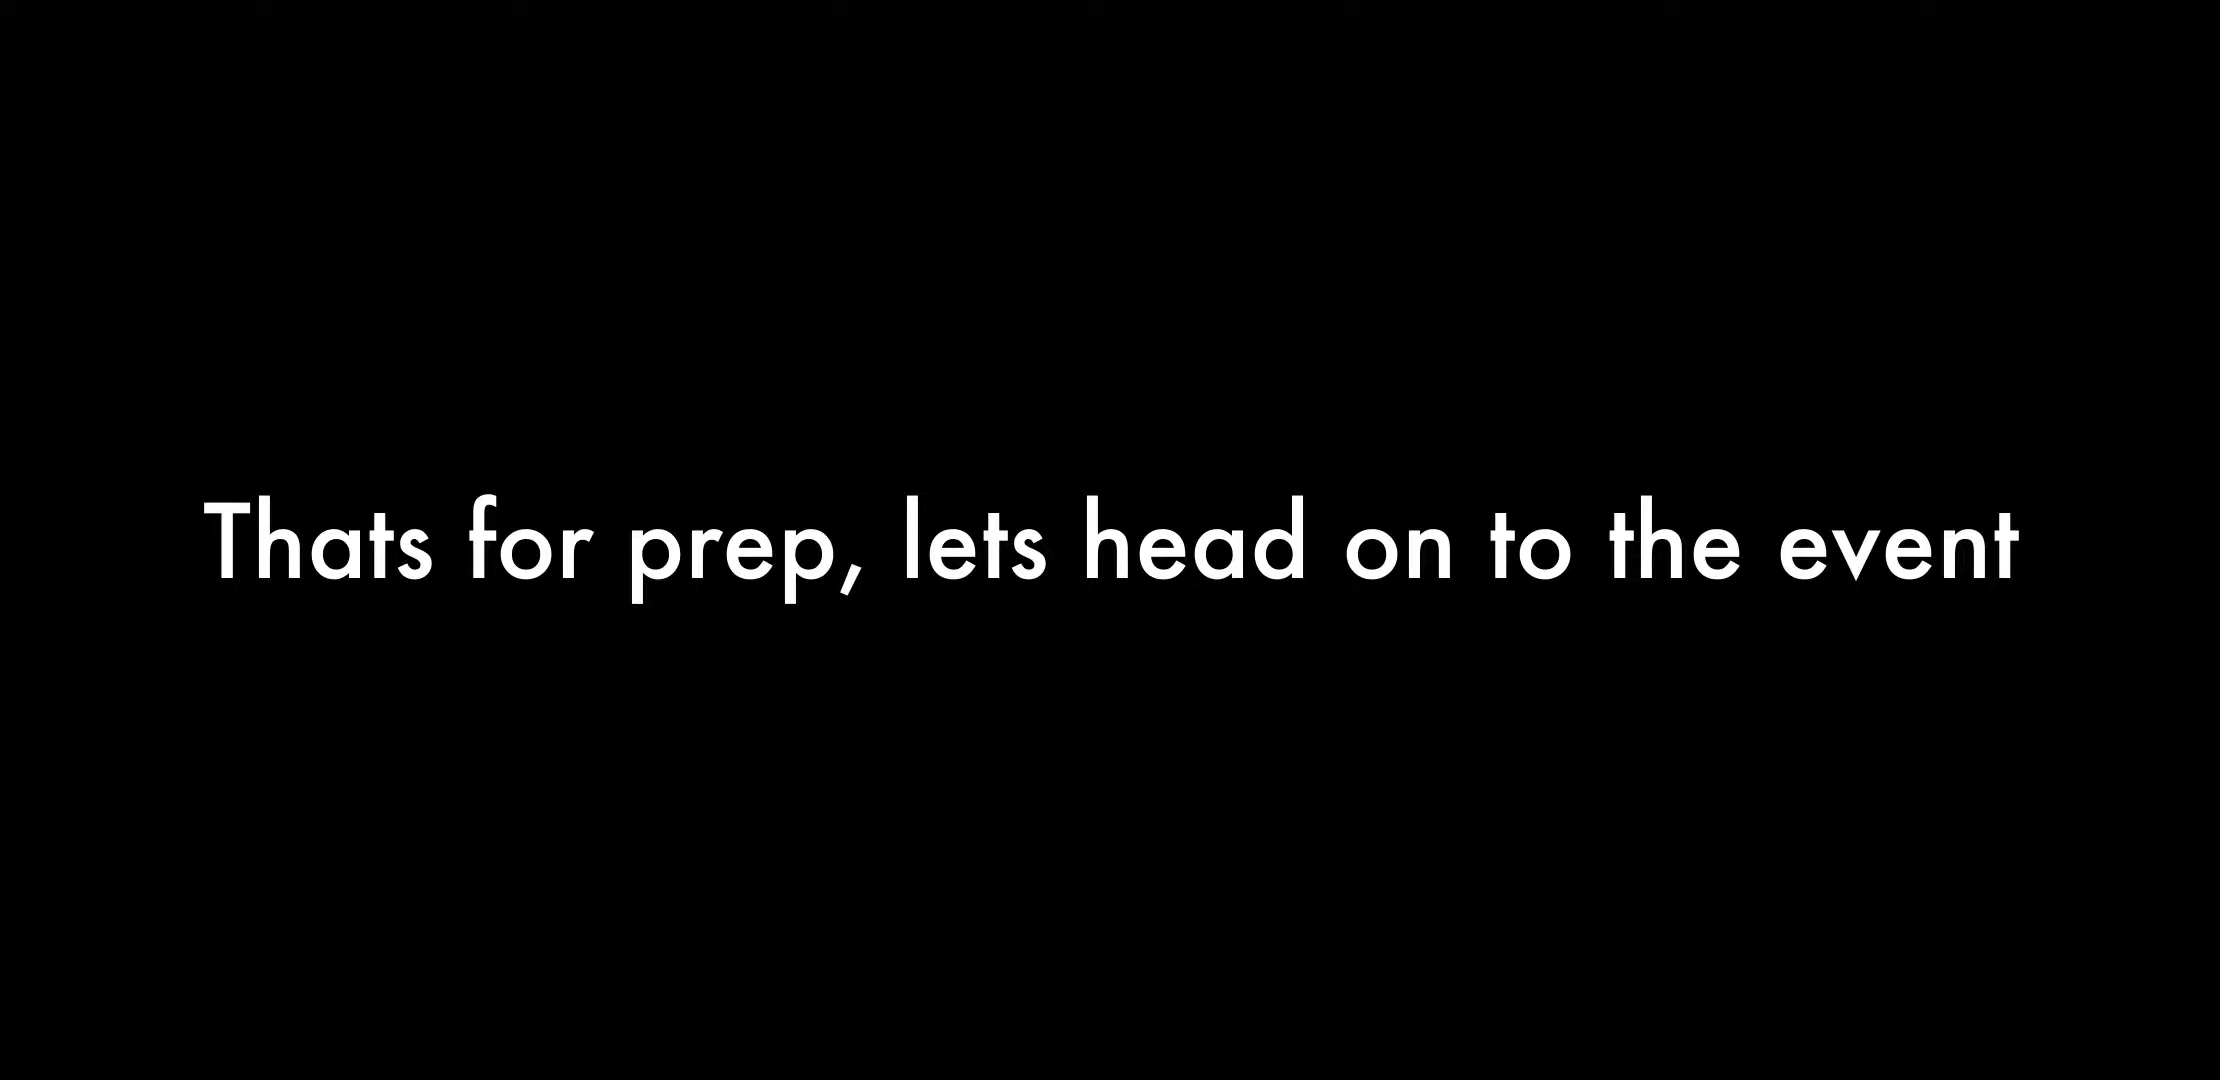 Thats for prep, lets head on to the event